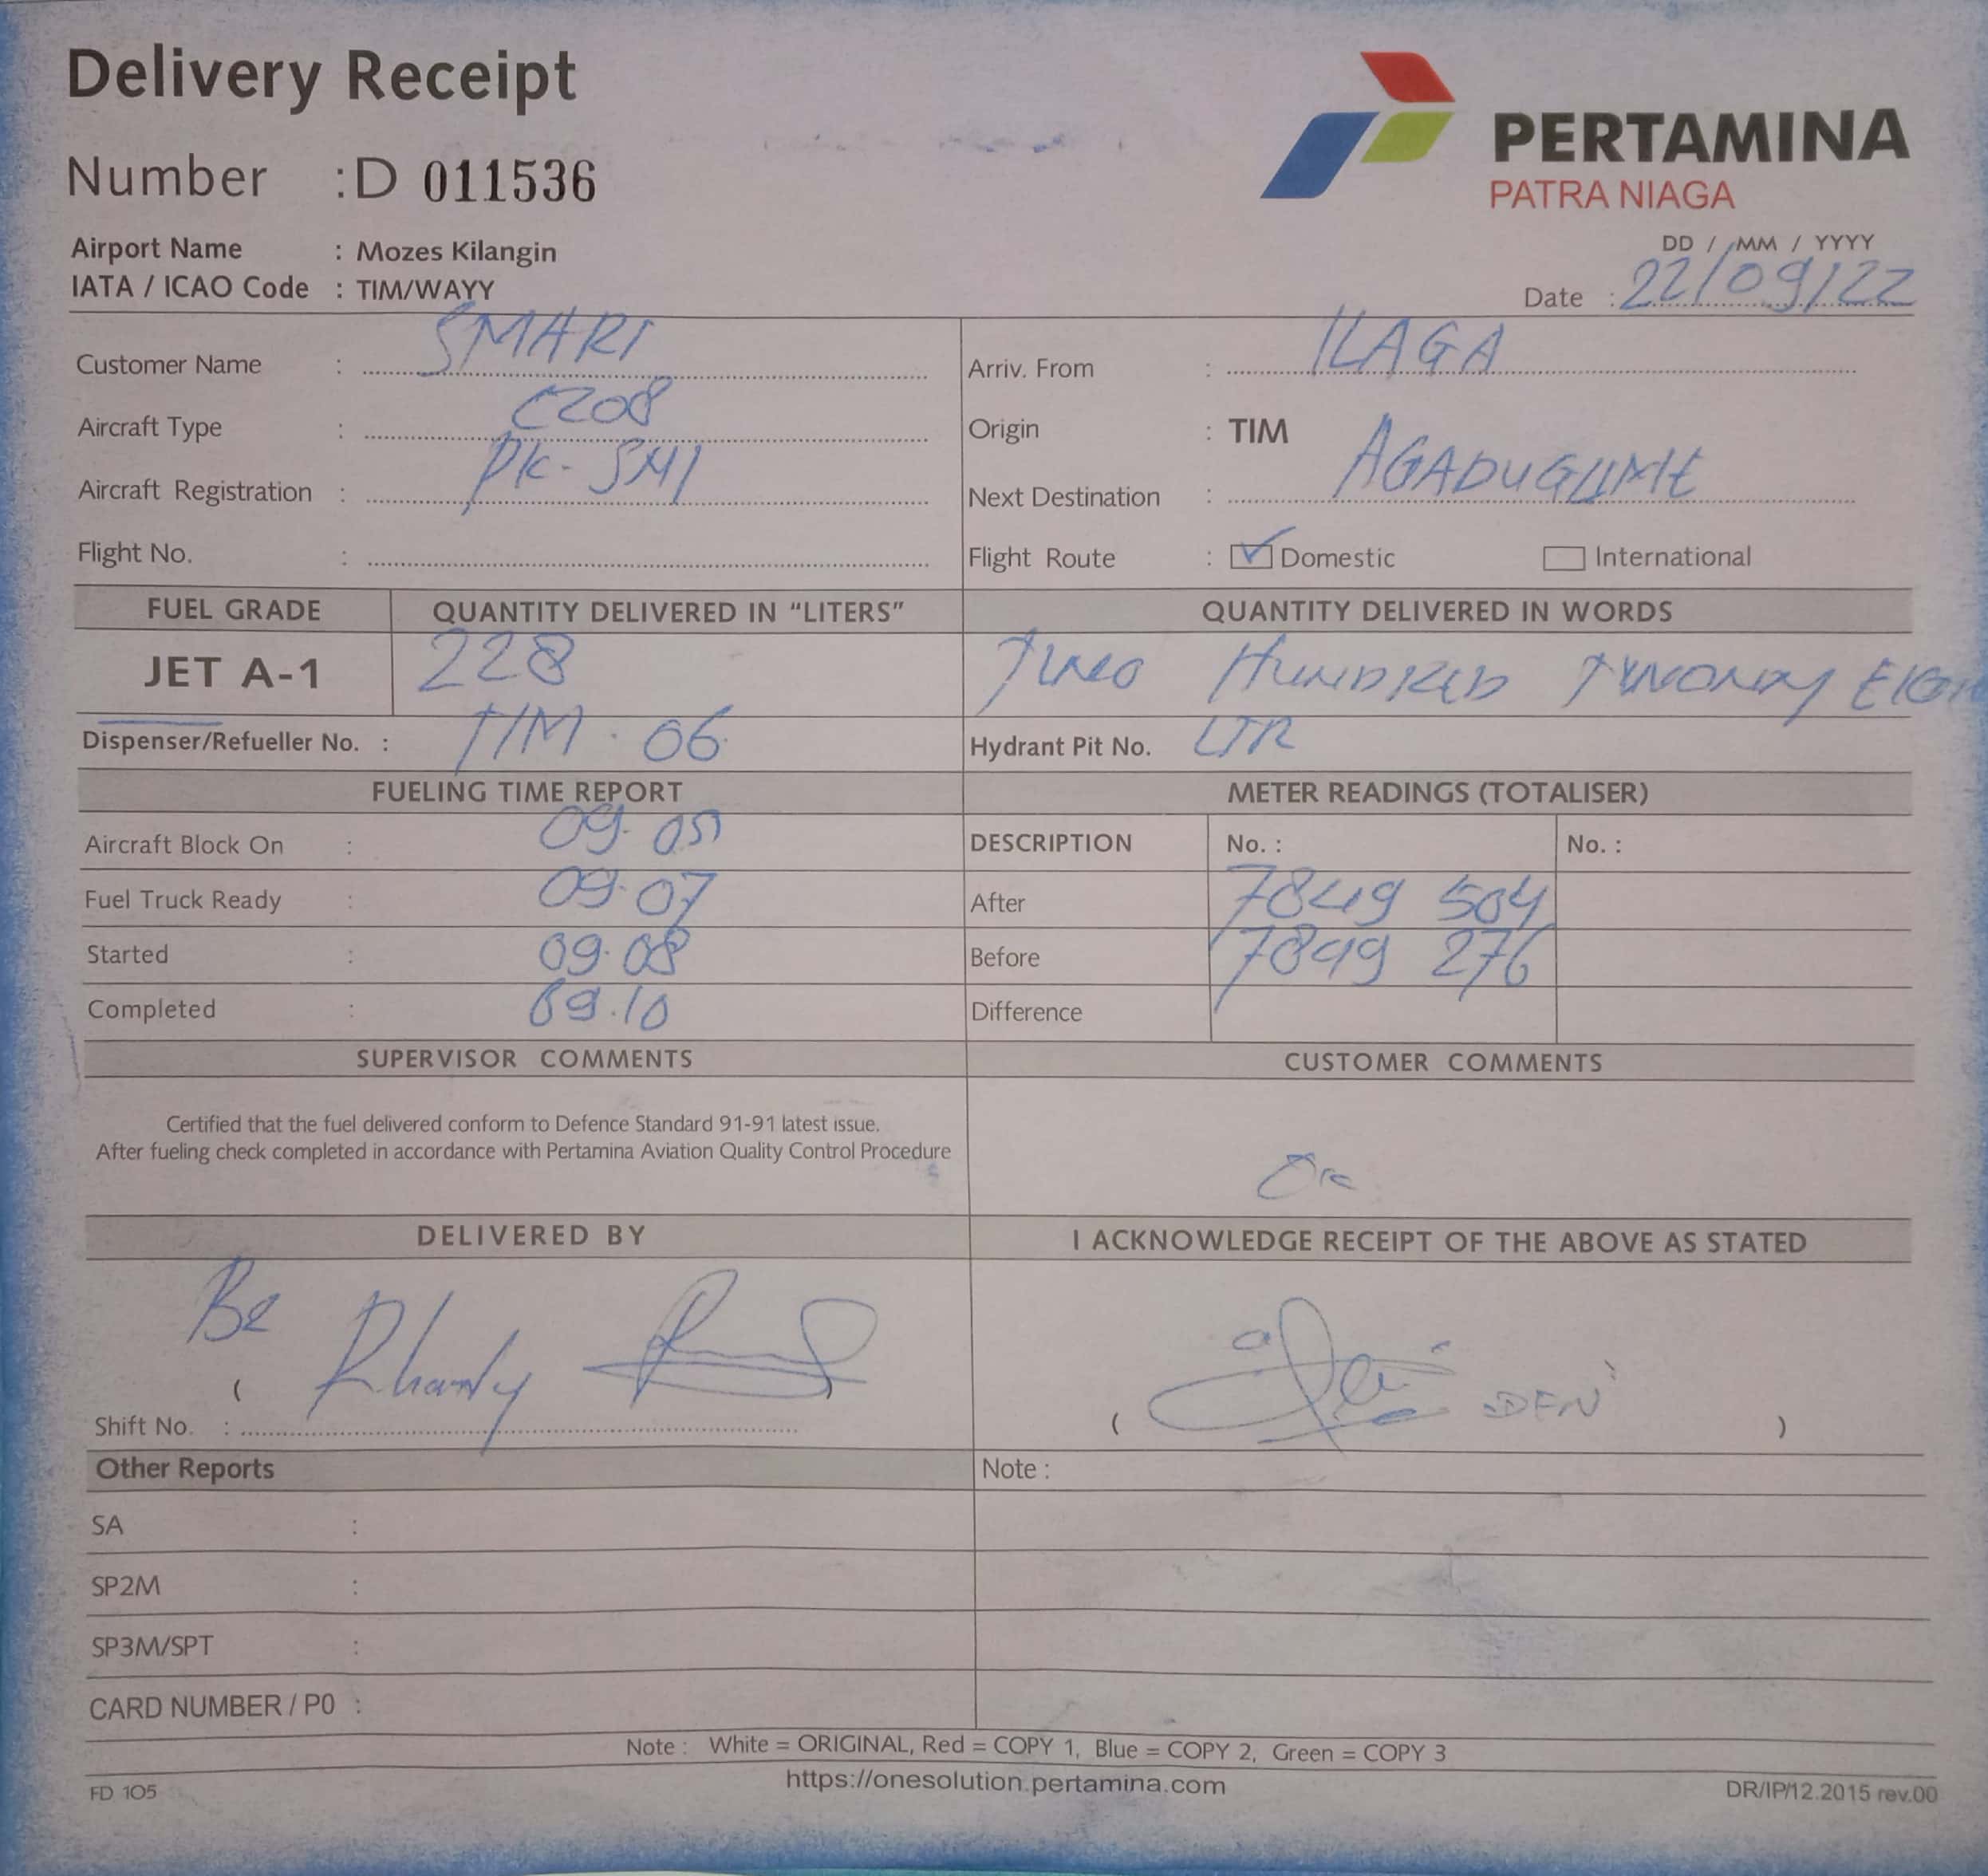 Delivery Receipt
Number : D 011536
PERTAMINA
PATRA NIAGA
Airport Name : Mozes Kilangin
IATA / ICAO Code : TIM/WAYY
DD / MM / YYYY
Date : 22/09/22
Customer Name : SMART
Arriv. From : ILAGA
Aircraft Type : C208
Origin : TIM
Aircraft Registration : PK-SM1
Next Destination : AGADUGUME
Flight No. :
Flight Route : Domestic International
FUEL GRADE QUANTITY DELIVERED IN “LITERS” QUANTITY DELIVERED IN WORDS
JET A-1 228 TWO HUNDRED EIGH
Dispenser/Refueller No. : TIM . 06
Hydrant Pit No. LTR
FUELING TIME REPORT METER READINGS (TOTALISER)
Aircraft Block On : 09.05 DESCRIPTION No. : No. :
Fuel Truck Ready : 09.07 After 7849 504
Started : 09.08 Before 7849 276
Completed : 09.10 Difference
SUPERVISOR COMMENTS CUSTOMER COMMENTS
Certified that the fuel delivered conform to Defence Standard 91-91 latest issue.
After fueling check completed in accordance with Pertamina Aviation Quality Control Procedure
OK
DELIVERED BY I ACKNOWLEDGE RECEIPT OF THE ABOVE AS STATED
Rhandy
( ) ( DEN )
Shift No. :
Other Reports Note :
SA :
SP2M :
SP3M/SPT :
CARD NUMBER / P0 :
Note : White = ORIGINAL, Red = COPY 1, Blue = COPY 2, Green = COPY 3
https://onesolution.pertamina.com
FD 105 DR/IP/12.2015 rev.00